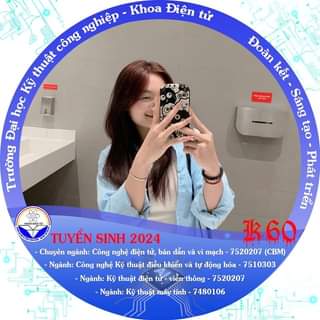 Trường Đại học Kỹ thuật công nghiệp - Khoa Điện tử
Đoàn kết - Sáng tạo - Phát triển
K60
TUYỂN SINH 2024
- Chuyên ngành: Công nghệ điện tử, bán dẫn và vi mạch - 7520207 (CBM)
- Ngành: Công nghệ Kỹ thuật điều khiển và tự động hóa - 7510303
- Ngành: Kỹ thuật điện tử - viễn thông - 7520207
- Ngành: Kỹ thuật máy tính - 7480106